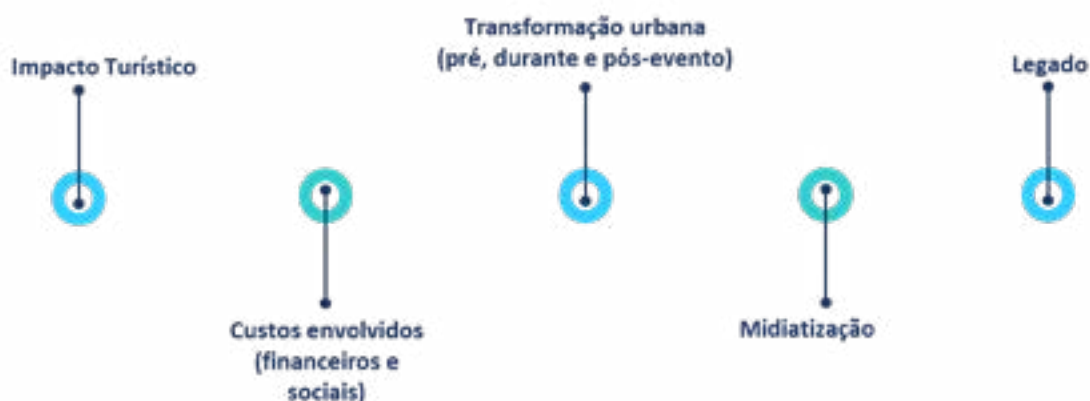 Impacto Turístico
Custos envolvidos
(financeiros e
sociais)
Transformação urbana
(pré, durante e pós-evento)
Midiatização
Legado